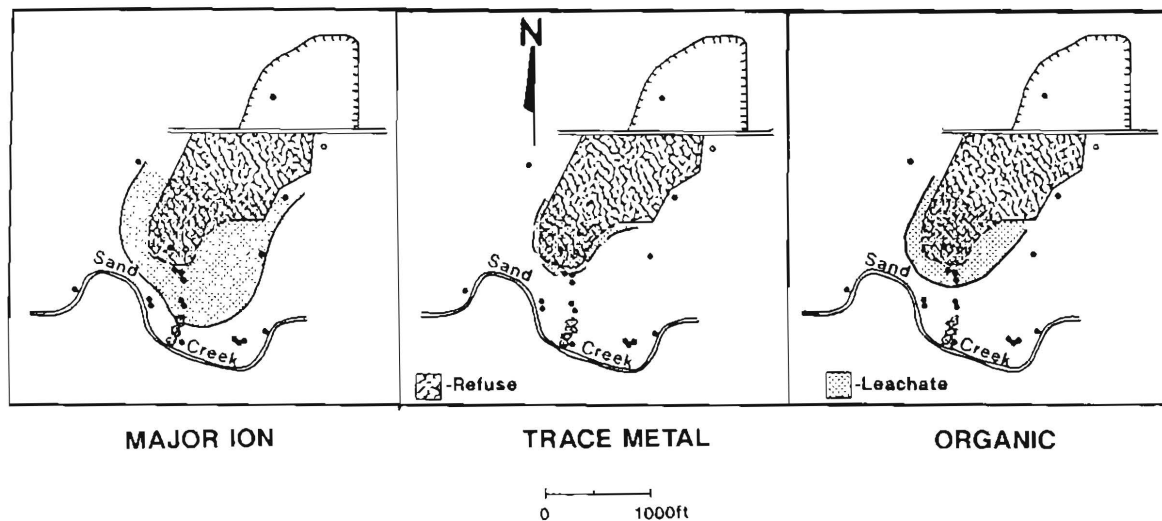 N
Sand
Creek
Sand
Creek
-Refuse
Sand
Creek
-Leachate
MAJOR ION
TRACE METAL
ORGANIC
0 1000ft